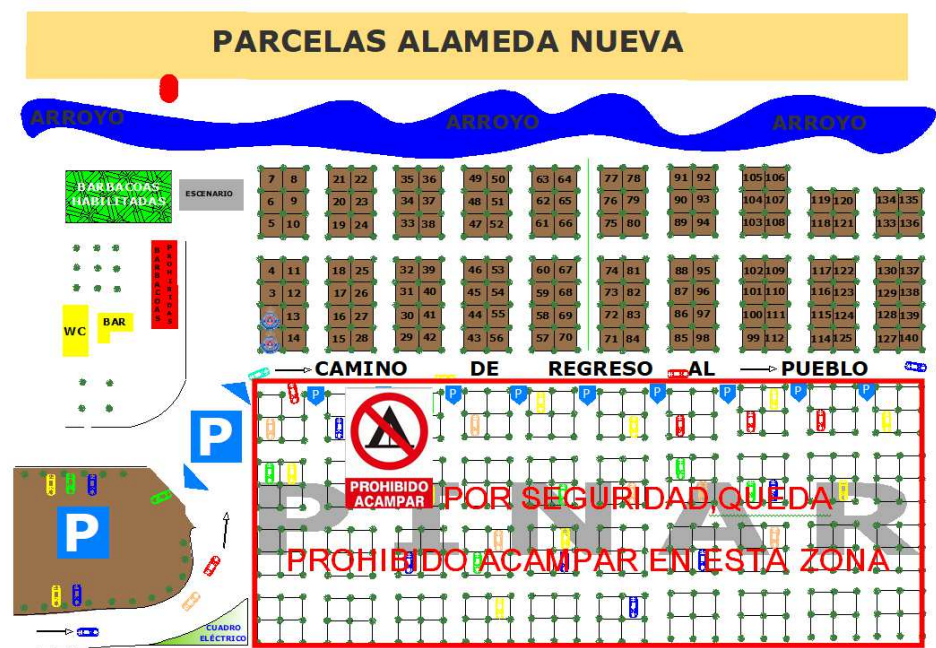 PARCELAS ALAMEDA NUEVA
ARROYO ARROYO ARROYO
BARBACOAS
HABILITADAS
ESCENARIO
7 8 21 22 35 36 49 50 63 64 77 78 91 92 105 106
6 9 20 23 34 37 48 51 62 65 76 79 90 93 104 107 119 120 134 135
5 10 19 24 33 38 47 52 61 66 75 80 89 94 103 108 118 121 133 136
BARBACOAS
PROHIBIDAS
4 11 18 25 32 39 46 53 60 67 74 81 88 95 102 109 117 122 130 137
3 12 17 26 31 40 45 54 59 68 73 82 87 96 101 110 116 123 129 138
13 16 27 30 41 44 55 58 69 72 83 86 97 100 111 115 124 128 139
14 15 28 29 42 43 56 57 70 71 84 85 98 99 112 114 125 127 140
WC
BAR
CAMINO DE REGRESO AL PUEBLO
P P P P P P P P
P
PROHIBIDO
ACAMPAR
PINAR
POR SEGURIDAD,QUEDA
PROHIBIDO ACAMPAR EN ESTA ZONA
P
CUADRO
ELÉCTRICO